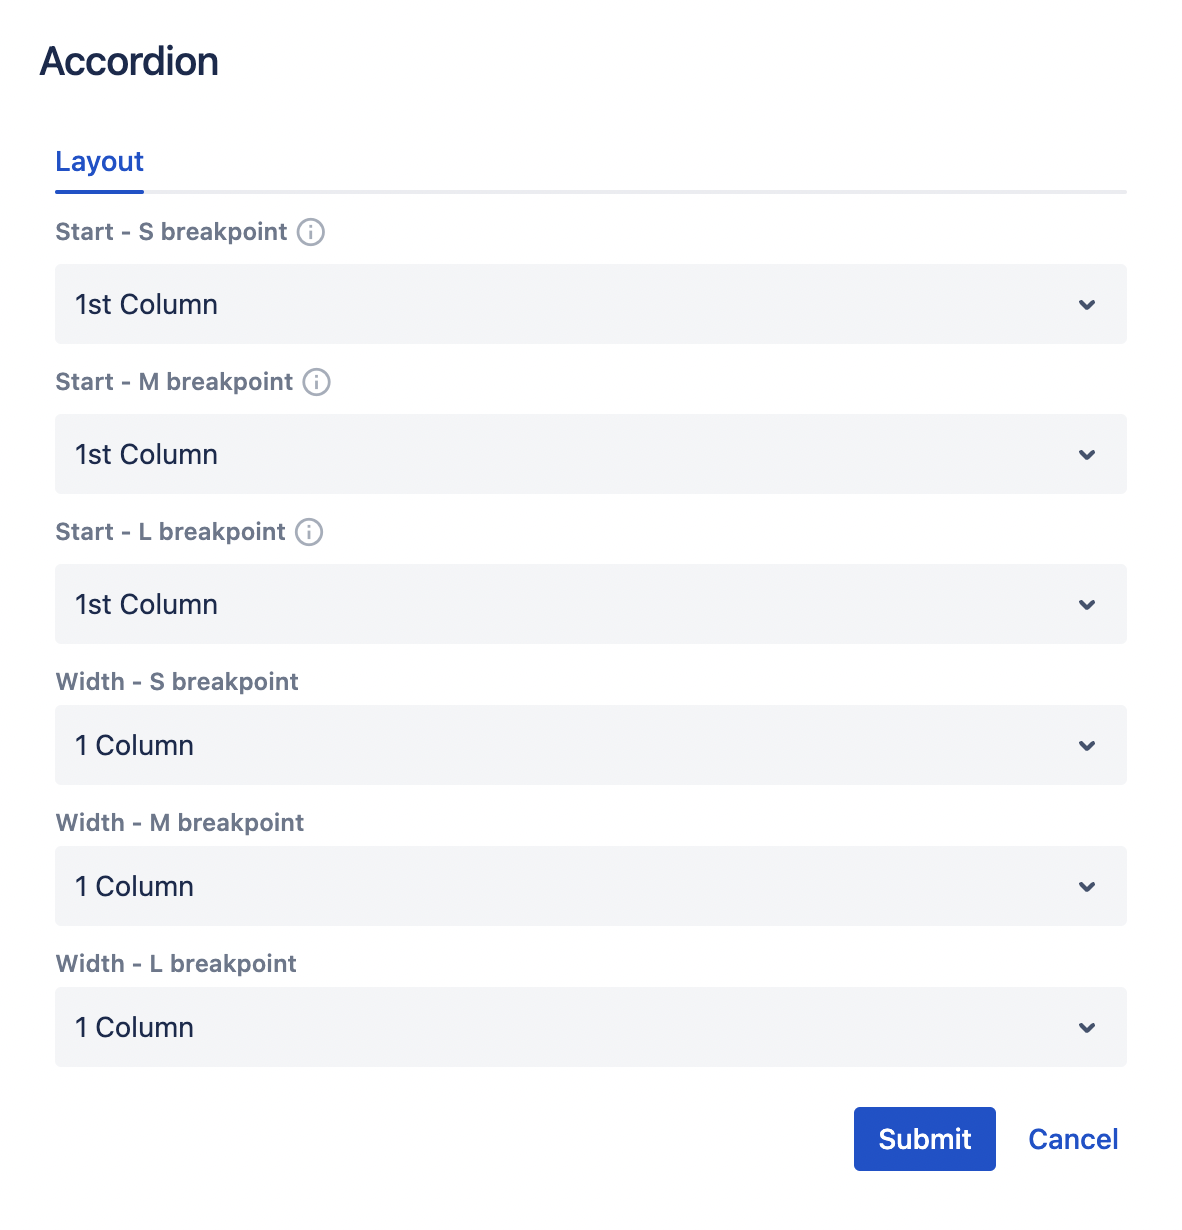 Accordion
Layout
Start - S breakpoint
1st Column
Start - M breakpoint
1st Column
Start - L breakpoint
1st Column
Width - S breakpoint
1 Column
Width - M breakpoint
1 Column
Width - L breakpoint
1 Column
Submit Cancel